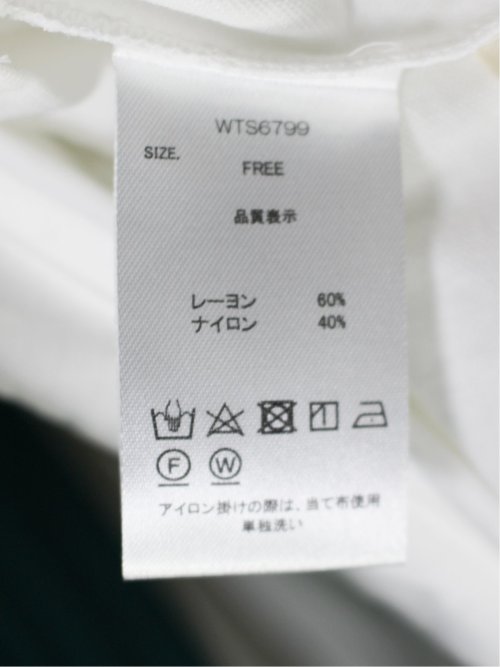 WTS6799
SIZE.
FREE
品質表示
レーヨン 60%
ナイロン 40%
F W
アイロン掛けの際は、当て布使用
単独洗い